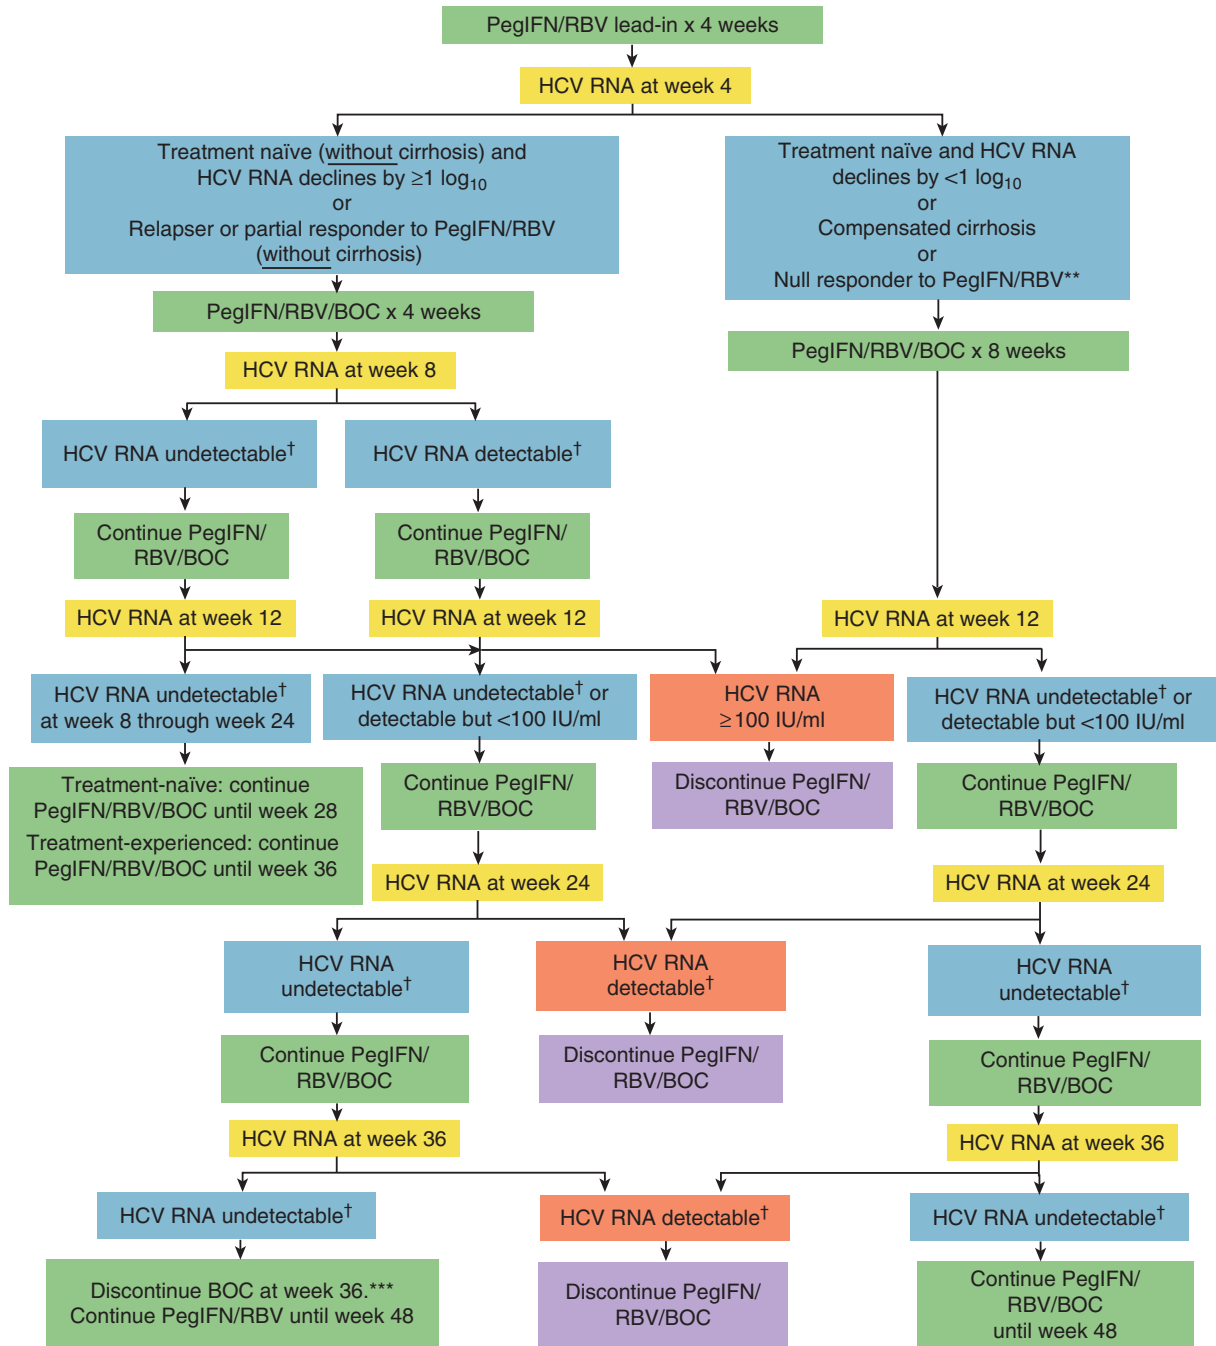 PegIFN/RBV lead-in x 4 weeks
HCV RNA at week 4
Treatment naïve (without cirrhosis) and
HCV RNA declines by ≥1 log₁₀
or
Relapser or partial responder to PegIFN/RBV
(without cirrhosis)
Treatment naïve and HCV RNA
declines by <1 log₁₀
or
Compensated cirrhosis
or
Null responder to PegIFN/RBV**
PegIFN/RBV/BOC x 4 weeks
PegIFN/RBV/BOC x 8 weeks
HCV RNA at week 8
HCV RNA undetectable†
HCV RNA detectable†
Continue PegIFN/
RBV/BOC
Continue PegIFN/
RBV/BOC
HCV RNA at week 12
HCV RNA at week 12
HCV RNA at week 12
HCV RNA undetectable†
at week 8 through week 24
HCV RNA undetectable† or
detectable but <100 IU/ml
HCV RNA
≥100 IU/ml
HCV RNA undetectable† or
detectable but <100 IU/ml
Treatment-naïve: continue
PegIFN/RBV/BOC until week 28
Treatment-experienced: continue
PegIFN/RBV/BOC until week 36
Continue PegIFN/
RBV/BOC
Discontinue PegIFN/
RBV/BOC
Continue PegIFN/
RBV/BOC
HCV RNA at week 24
HCV RNA at week 24
HCV RNA
undetectable†
HCV RNA
detectable†
HCV RNA
undetectable†
Continue PegIFN/
RBV/BOC
Discontinue PegIFN/
RBV/BOC
Continue PegIFN/
RBV/BOC
HCV RNA at week 36
HCV RNA at week 36
HCV RNA undetectable†
HCV RNA detectable†
HCV RNA undetectable†
Discontinue BOC at week 36.***
Continue PegIFN/RBV until week 48
Discontinue PegIFN/
RBV/BOC
Continue PegIFN/
RBV/BOC
until week 48